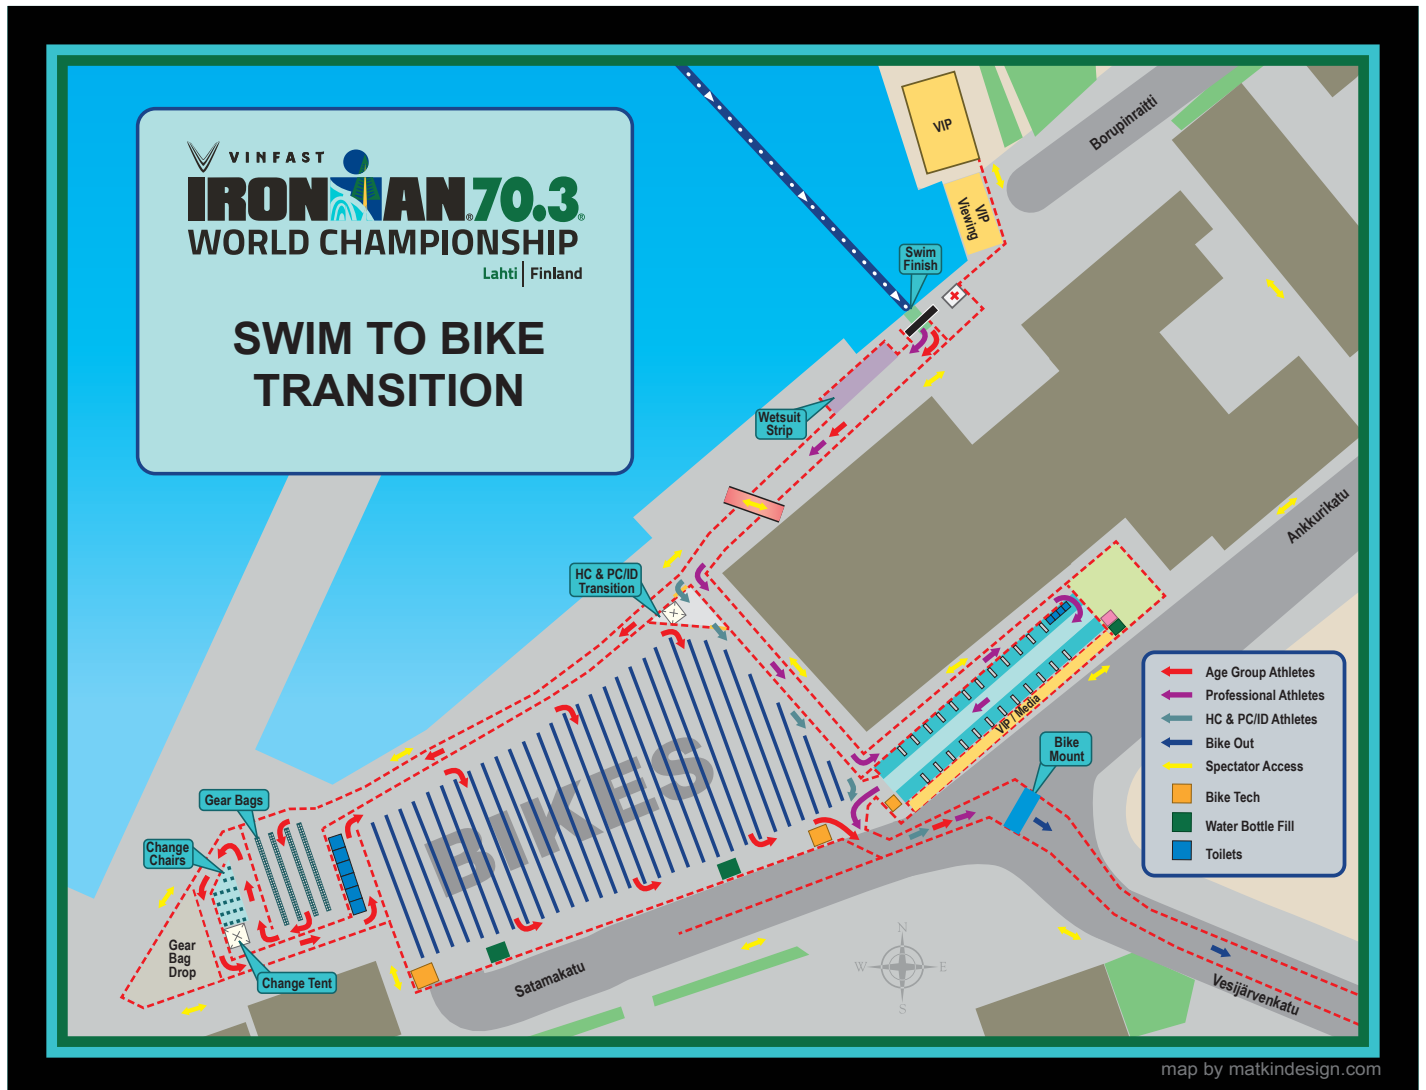 VINFAST
IRONMAN® 70.3®
WORLD CHAMPIONSHIP
Lahti | Finland
SWIM TO BIKE
TRANSITION
VIP
Borupinraitti
VIP
Viewing
Swim
Finish
Wetsuit
Strip
Ankkurikatu
HC & PC/ID
Transition
VIP / Media
Bike
Mount
BIKES
Gear Bags
Change
Chairs
Gear
Bag
Drop
Change Tent
Satamakatu
Vesijärvenkatu
N
W
E
S
Age Group Athletes
Professional Athletes
HC & PC/ID Athletes
Bike Out
Spectator Access
Bike Tech
Water Bottle Fill
Toilets
map by matkindesign.com